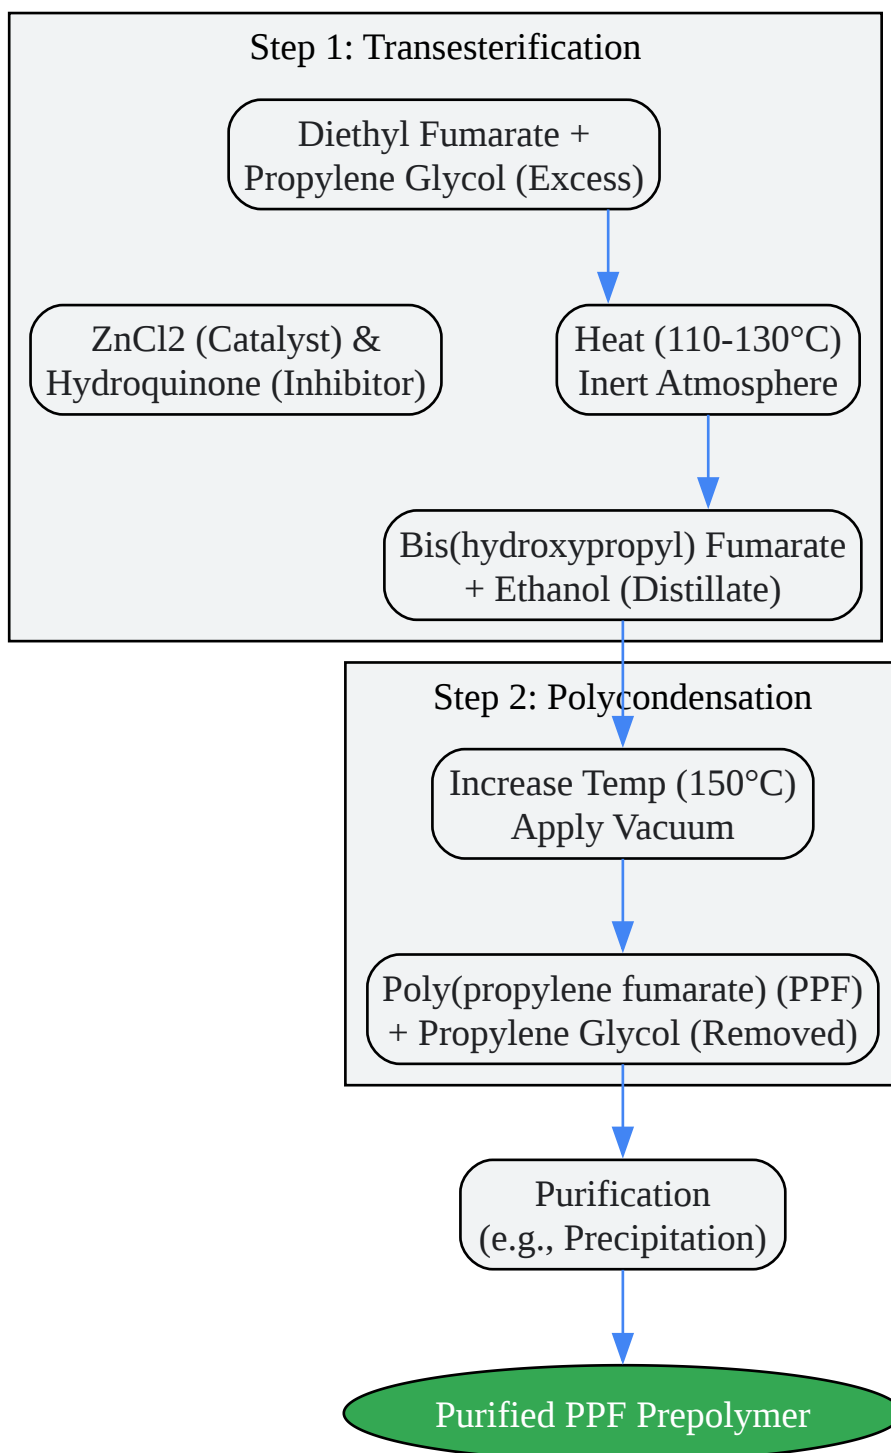 Step 1: Transesterification
Diethyl Fumarate +
Propylene Glycol (Excess)
ZnCl2 (Catalyst) &
Hydroquinone (Inhibitor)
Heat (110-130°C)
Inert Atmosphere
Bis(hydroxypropyl) Fumarate
+ Ethanol (Distillate)
Step 2: Polycondensation
Increase Temp (150°C)
Apply Vacuum
Poly(propylene fumarate) (PPF)
+ Propylene Glycol (Removed)
Purification
(e.g., Precipitation)
Purified PPF Prepolymer